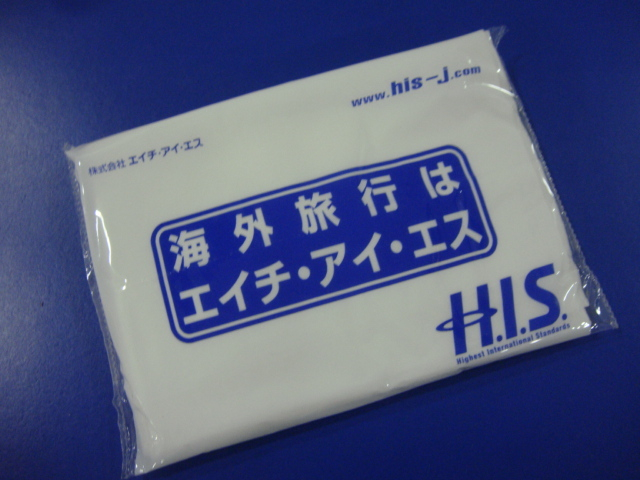 www.his-j.com
株式会社 エイチ・アイ・エス
海外旅行は
エイチ・アイ・エス
H.I.S.
Highest International Standards